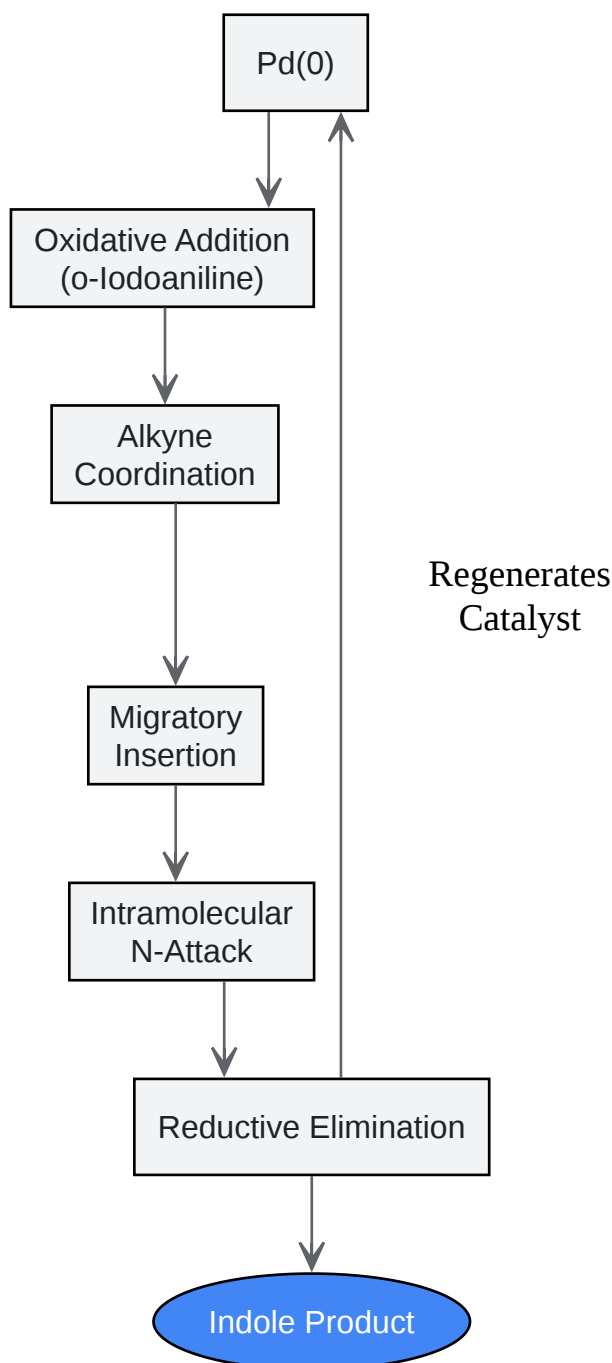 Pd(0)
Oxidative Addition
(o-Iodoaniline)
Alkyne
Coordination
Regenerates
Catalyst
Migratory
Insertion
Intramolecular
N-Attack
Reductive Elimination
Indole Product